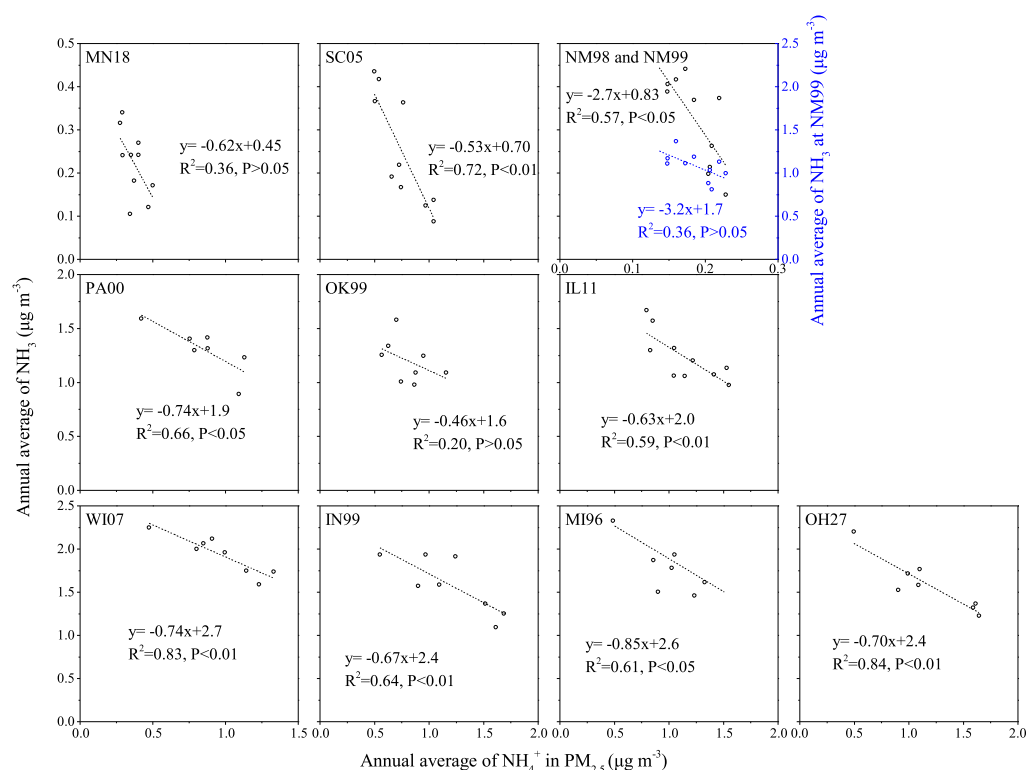 MN18
y= -0.62x+0.45
R²=0.36, P>0.05
0.5
0.4
0.3
0.2
0.1
0.0
SC05
y= -0.53x+0.70
R²=0.72, P<0.01
NM98 and NM99
y= -2.7x+0.83
R²=0.57, P<0.05
y= -3.2x+1.7
R²=0.36, P>0.05
0.0 0.1 0.2 0.3
2.5
2.0
1.5
1.0
0.5
0.0
Annual average of NH₃ at NM99 (μg m⁻³)
Annual average of NH₃ (μg m⁻³)
PA00
y= -0.74x+1.9
R²=0.66, P<0.05
2.0
1.5
1.0
0.5
0.0
OK99
y= -0.46x+1.6
R²=0.20, P>0.05
IL11
y= -0.63x+2.0
R²=0.59, P<0.01
WI07
y= -0.74x+2.7
R²=0.83, P<0.01
2.5
2.0
1.5
1.0
0.5
0.0
0.0 0.5 1.0 1.5
IN99
y= -0.67x+2.4
R²=0.64, P<0.01
0.0 0.5 1.0 1.5 2.0
MI96
y= -0.85x+2.6
R²=0.61, P<0.05
0.0 0.5 1.0 1.5 2.0
OH27
y= -0.70x+2.4
R²=0.84, P<0.01
0.0 0.5 1.0 1.5 2.0
Annual average of NH₄⁺ in PM₂.₅ (μg m⁻³)